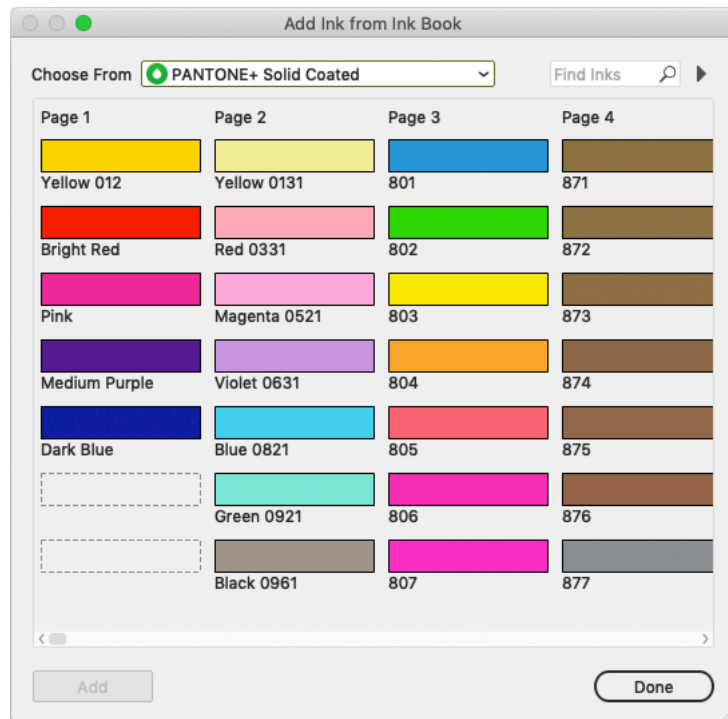 Add Ink from Ink Book
Choose From PANTONE+ Solid Coated Find Inks
Page 1 Page 2 Page 3 Page 4
Yellow 012 Yellow 0131 801 871
Bright Red Red 0331 802 872
Pink Magenta 0521 803 873
Medium Purple Violet 0631 804 874
Dark Blue Blue 0821 805 875
Green 0921 806 876
Black 0961 807 877
Add Done